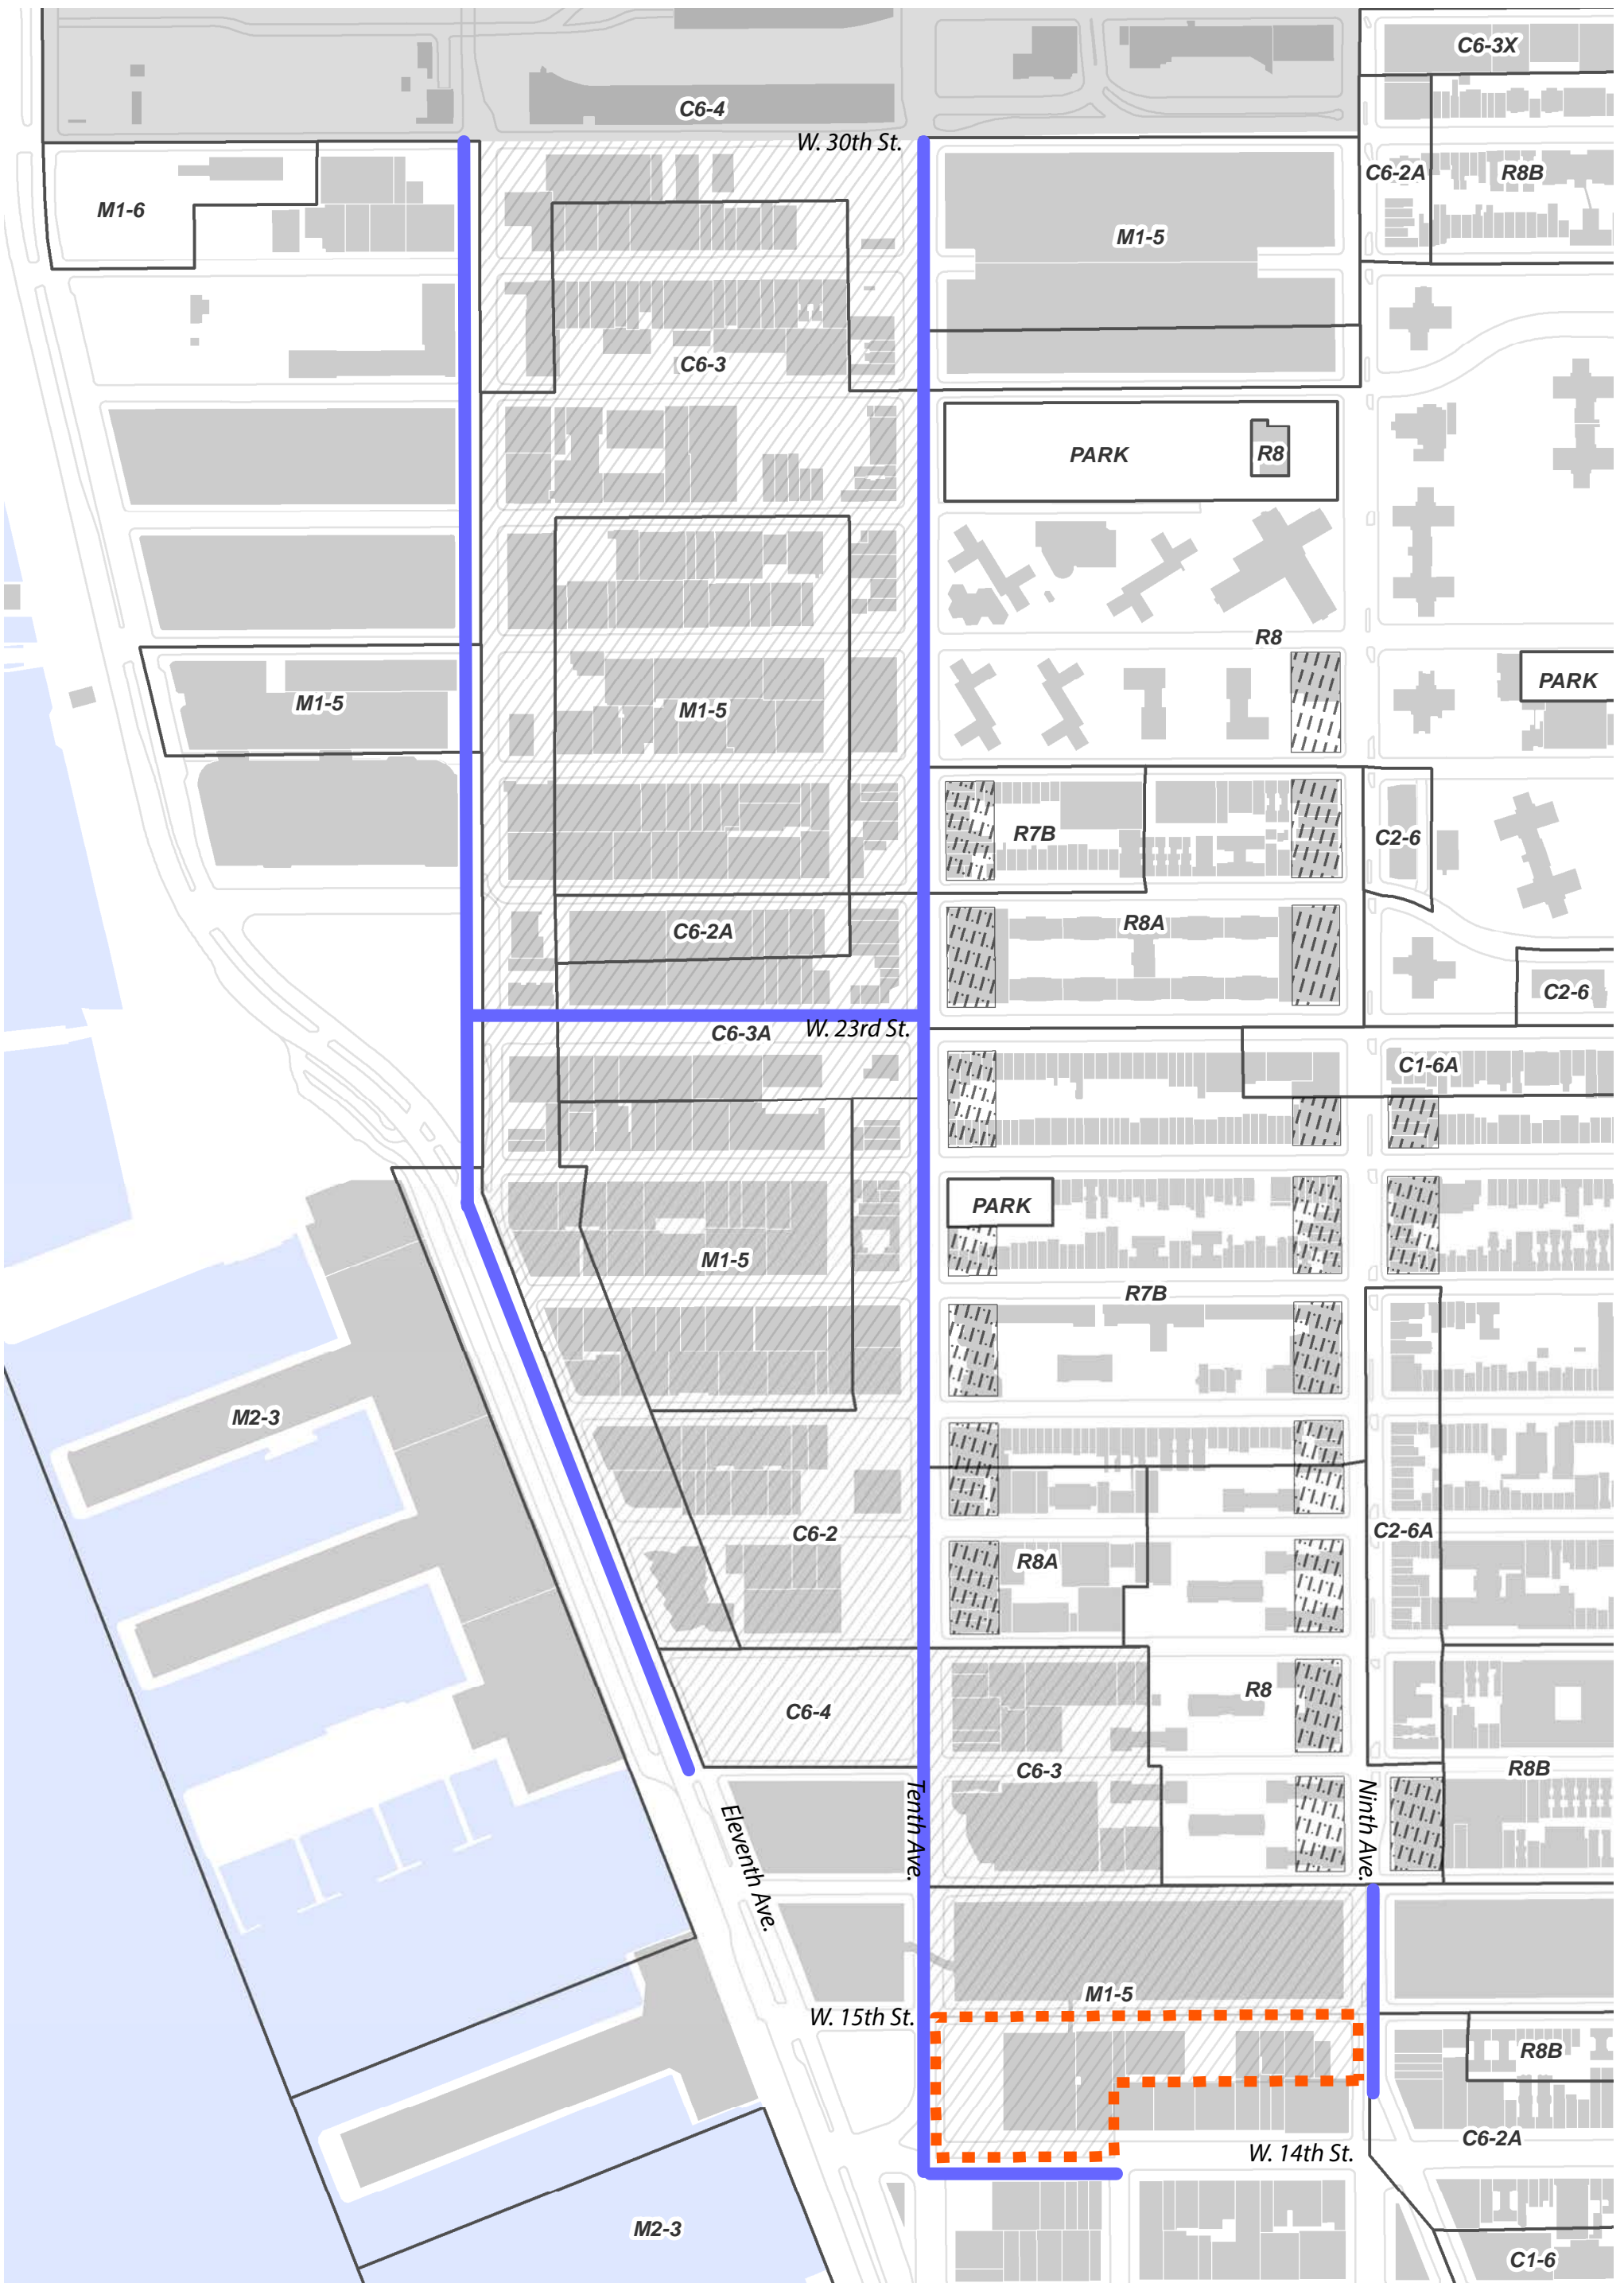 C6-3X
C6-4
W. 30th St.
C6-2A
R8B
M1-6
M1-5
C6-3
PARK
R8
R8
PARK
M1-5
M1-5
R7B
C2-6
R8A
C6-2A
C2-6
W. 23rd St.
C6-3A
C1-6A
PARK
M1-5
R7B
M2-3
C2-6A
C6-2
R8A
R8
C6-4
R8B
C6-3
Eleventh Ave.
Tenth Ave.
Ninth Ave.
M1-5
W. 15th St.
R8B
C6-2A
W. 14th St.
M2-3
C1-6